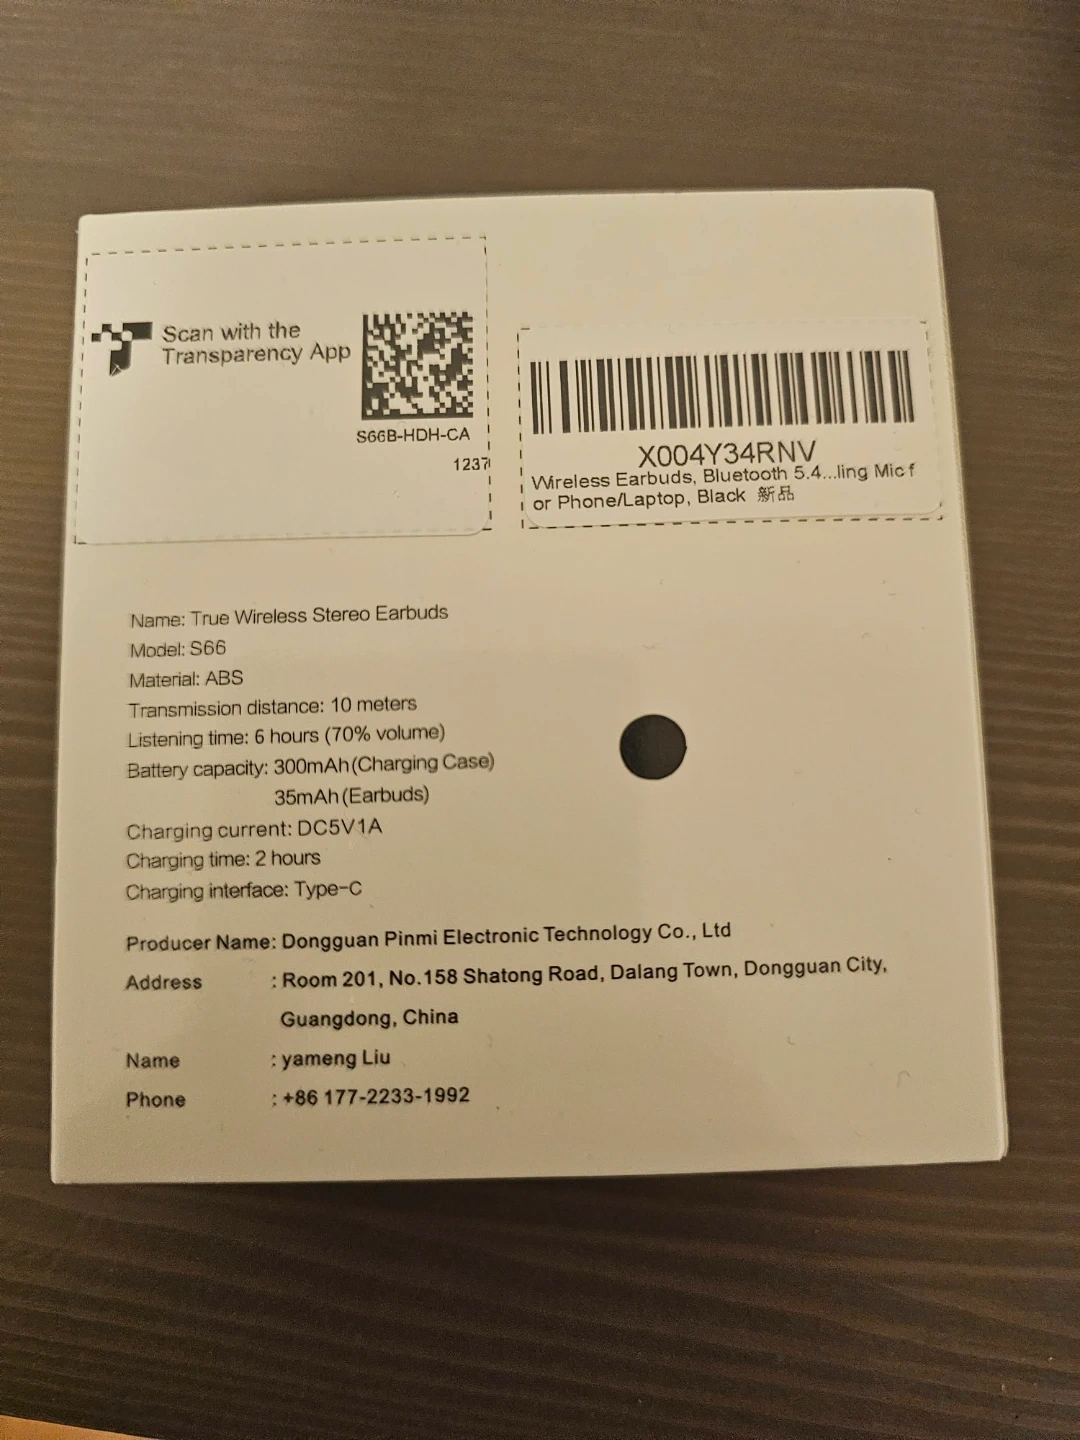 Scan with the
Transparency App
S66B-HDH-CA
1237
X004Y34RNV
Wireless Earbuds, Bluetooth 5.4...ling Mic f
or Phone/Laptop, Black 新品
Name: True Wireless Stereo Earbuds
Model: S66
Material: ABS
Transmission distance: 10 meters
Listening time: 6 hours (70% volume)
Battery capacity: 300mAh(Charging Case)
35mAh(Earbuds)
Charging current: DC5V1A
Charging time: 2 hours
Charging interface: Type-C
Producer Name: Dongguan Pinmi Electronic Technology Co., Ltd
Address : Room 201, No.158 Shatong Road, Dalang Town, Dongguan City,
Guangdong, China
Name : yameng Liu
Phone : +86 177-2233-1992